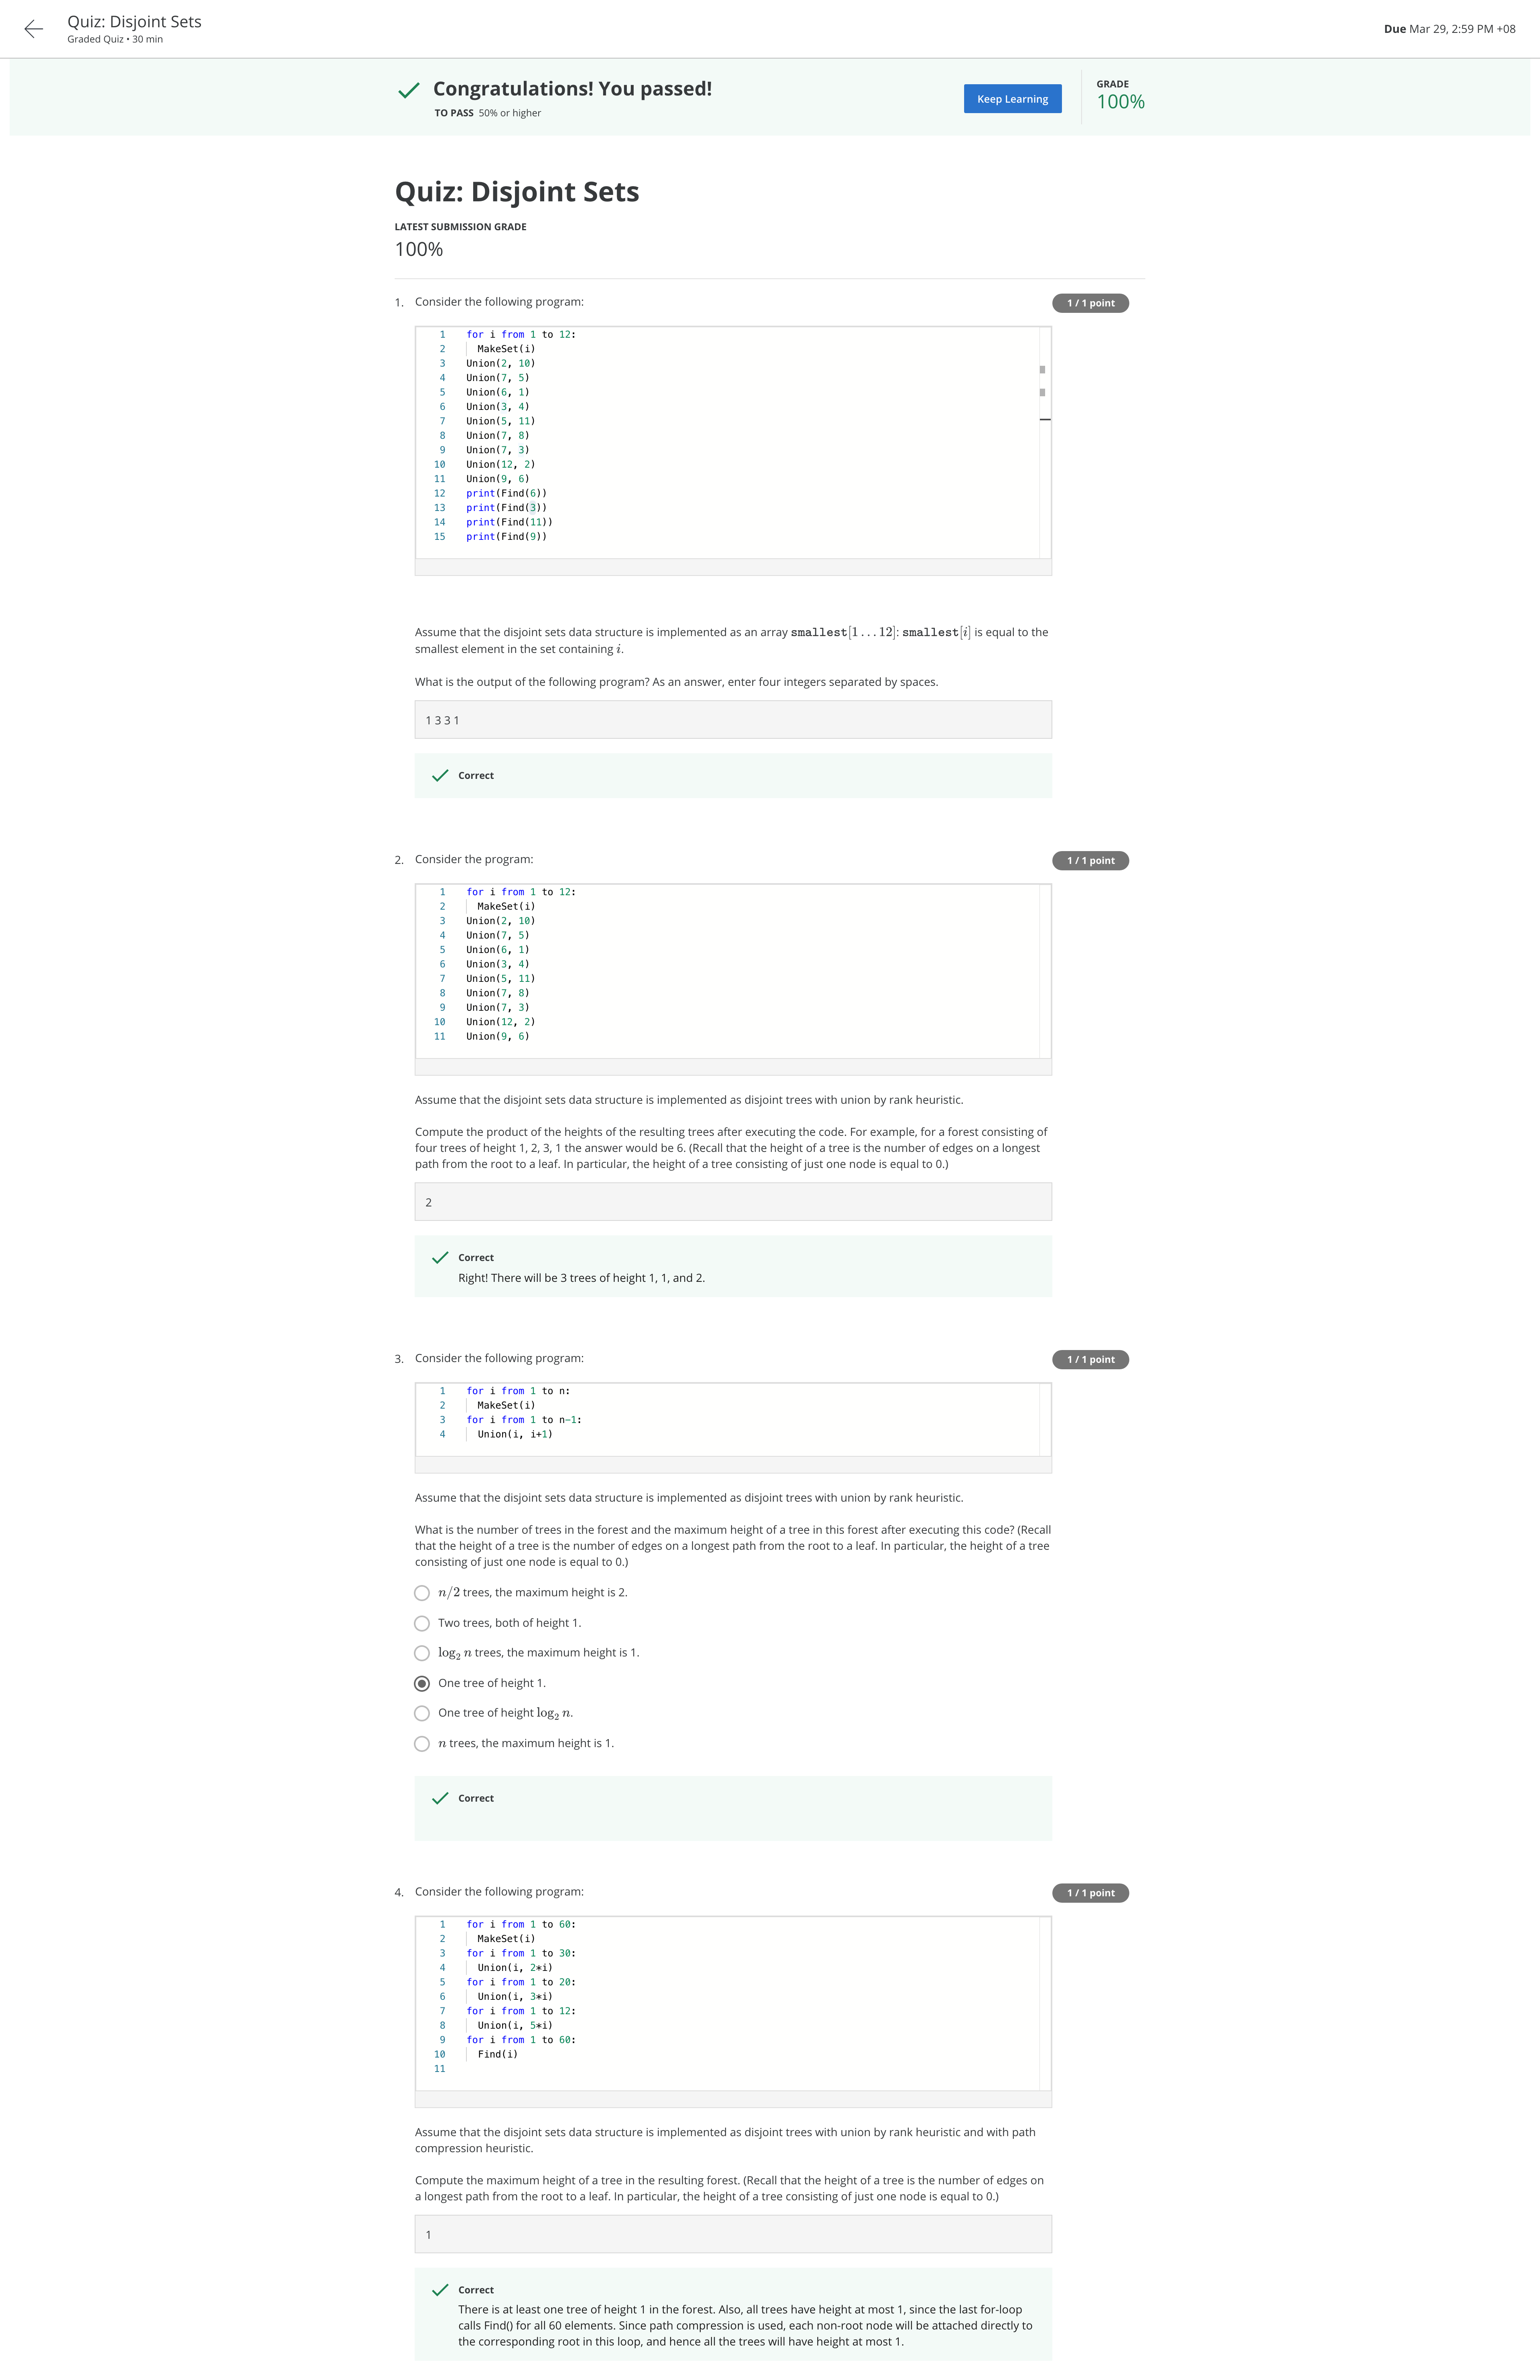 Quiz: Disjoint Sets
Graded Quiz • 30 min
Due Mar 29, 2:59 PM +08
Congratulations! You passed!
TO PASS 50% or higher
Keep Learning
GRADE
100%
Quiz: Disjoint Sets
LATEST SUBMISSION GRADE
100%
1. Consider the following program:
1 / 1 point
1 for i from 1 to 12:
2 MakeSet(i)
3 Union(2, 10)
4 Union(7, 5)
5 Union(6, 1)
6 Union(3, 4)
7 Union(5, 11)
8 Union(7, 8)
9 Union(7, 3)
10 Union(12, 2)
11 Union(9, 6)
12 print(Find(6))
13 print(Find(3))
14 print(Find(11))
15 print(Find(9))
Assume that the disjoint sets data structure is implemented as an array smallest[1 . . . 12]: smallest[i] is equal to the
smallest element in the set containing i.
What is the output of the following program? As an answer, enter four integers separated by spaces.
1 3 3 1
Correct
2. Consider the program:
1 / 1 point
1 for i from 1 to 12:
2 MakeSet(i)
3 Union(2, 10)
4 Union(7, 5)
5 Union(6, 1)
6 Union(3, 4)
7 Union(5, 11)
8 Union(7, 8)
9 Union(7, 3)
10 Union(12, 2)
11 Union(9, 6)
Assume that the disjoint sets data structure is implemented as disjoint trees with union by rank heuristic.
Compute the product of the heights of the resulting trees after executing the code. For example, for a forest consisting of
four trees of height 1, 2, 3, 1 the answer would be 6. (Recall that the height of a tree is the number of edges on a longest
path from the root to a leaf. In particular, the height of a tree consisting of just one node is equal to 0.)
2
Correct
Right! There will be 3 trees of height 1, 1, and 2.
3. Consider the following program:
1 / 1 point
1 for i from 1 to n:
2 MakeSet(i)
3 for i from 1 to n-1:
4 Union(i, i+1)
Assume that the disjoint sets data structure is implemented as disjoint trees with union by rank heuristic.
What is the number of trees in the forest and the maximum height of a tree in this forest after executing this code? (Recall
that the height of a tree is the number of edges on a longest path from the root to a leaf. In particular, the height of a tree
consisting of just one node is equal to 0.)
n/2 trees, the maximum height is 2.
Two trees, both of height 1.
log₂ n trees, the maximum height is 1.
One tree of height 1.
One tree of height log₂ n.
n trees, the maximum height is 1.
Correct
4. Consider the following program:
1 / 1 point
1 for i from 1 to 60:
2 MakeSet(i)
3 for i from 1 to 30:
4 Union(i, 2*i)
5 for i from 1 to 20:
6 Union(i, 3*i)
7 for i from 1 to 12:
8 Union(i, 5*i)
9 for i from 1 to 60:
10 Find(i)
11
Assume that the disjoint sets data structure is implemented as disjoint trees with union by rank heuristic and with path
compression heuristic.
Compute the maximum height of a tree in the resulting forest. (Recall that the height of a tree is the number of edges on
a longest path from the root to a leaf. In particular, the height of a tree consisting of just one node is equal to 0.)
1
Correct
There is at least one tree of height 1 in the forest. Also, all trees have height at most 1, since the last for-loop
calls Find() for all 60 elements. Since path compression is used, each non-root node will be attached directly to
the corresponding root in this loop, and hence all the trees will have height at most 1.